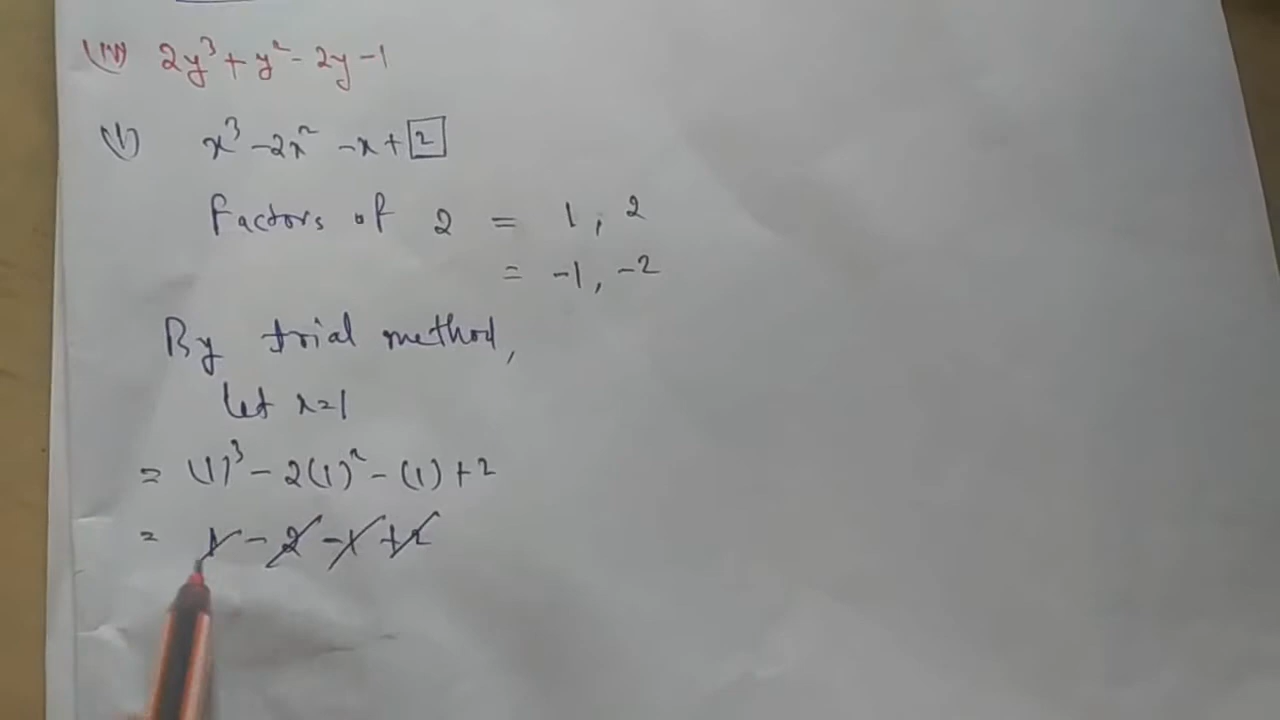 (iv) 2y³ + y² - 2y - 1
(i) x³ - 2x² - x + 2
Factors of 2 = 1, 2
= -1, -2
By trial method,
let x=1
= (1)³ - 2(1)² - (1) + 2
= 1 - 2 - 1 + 2